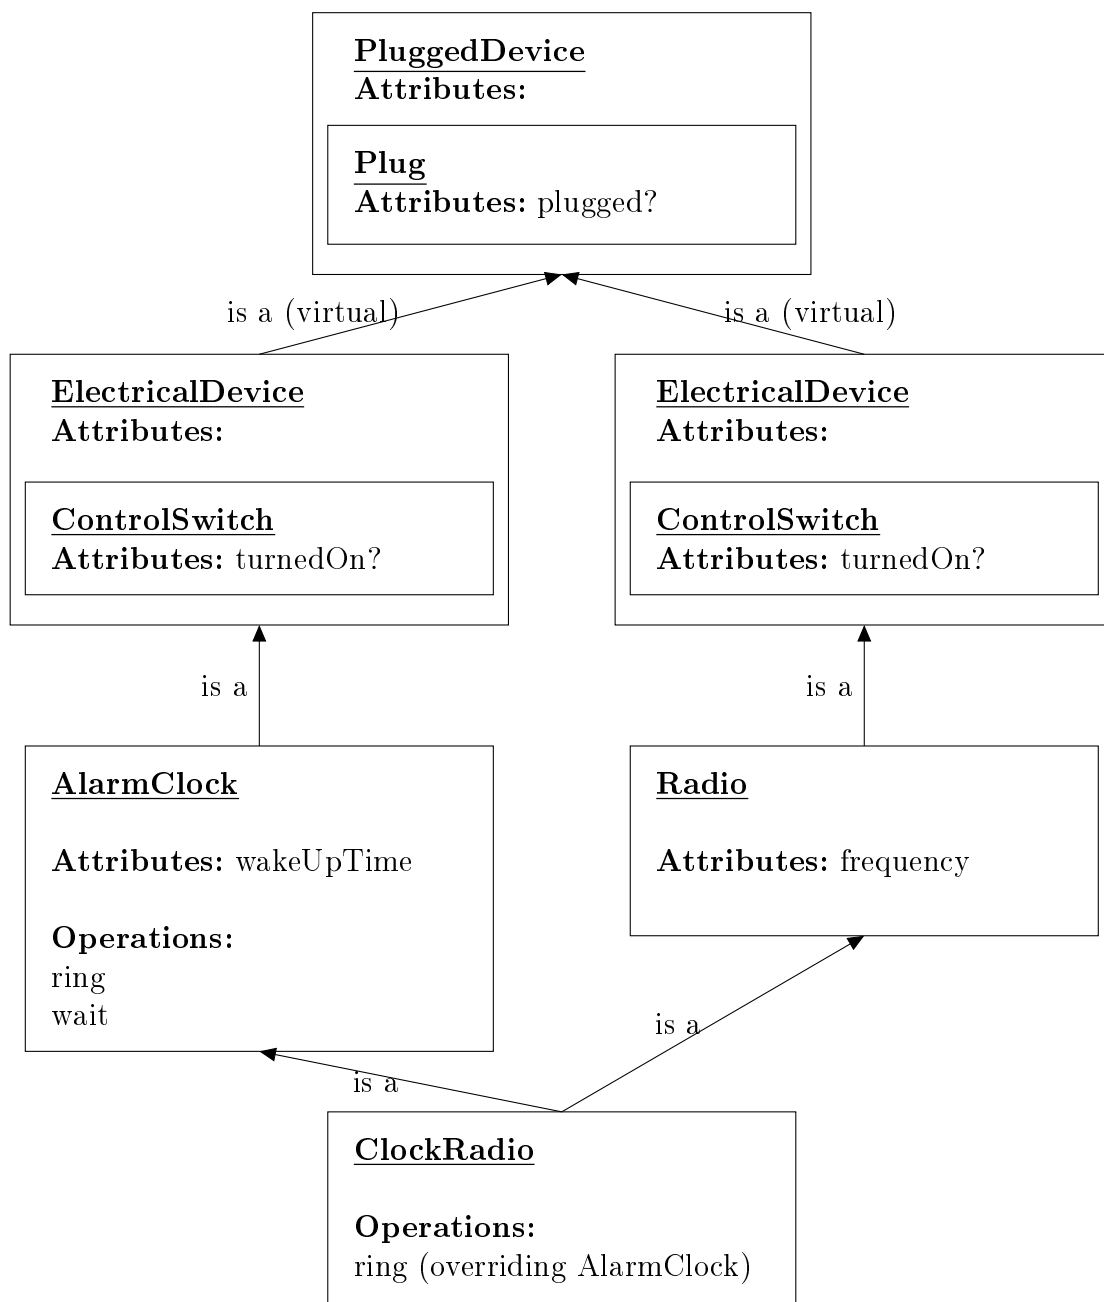 PluggedDevice
Attributes:
Plug
Attributes: plugged?
is a (virtual)
is a (virtual)
ElectricalDevice
Attributes:
ControlSwitch
Attributes: turnedOn?
ElectricalDevice
Attributes:
ControlSwitch
Attributes: turnedOn?
is a
is a
AlarmClock
Attributes: wakeUpTime
Operations:
ring
wait
Radio
Attributes: frequency
is a
is a
ClockRadio
Operations:
ring (overriding AlarmClock)